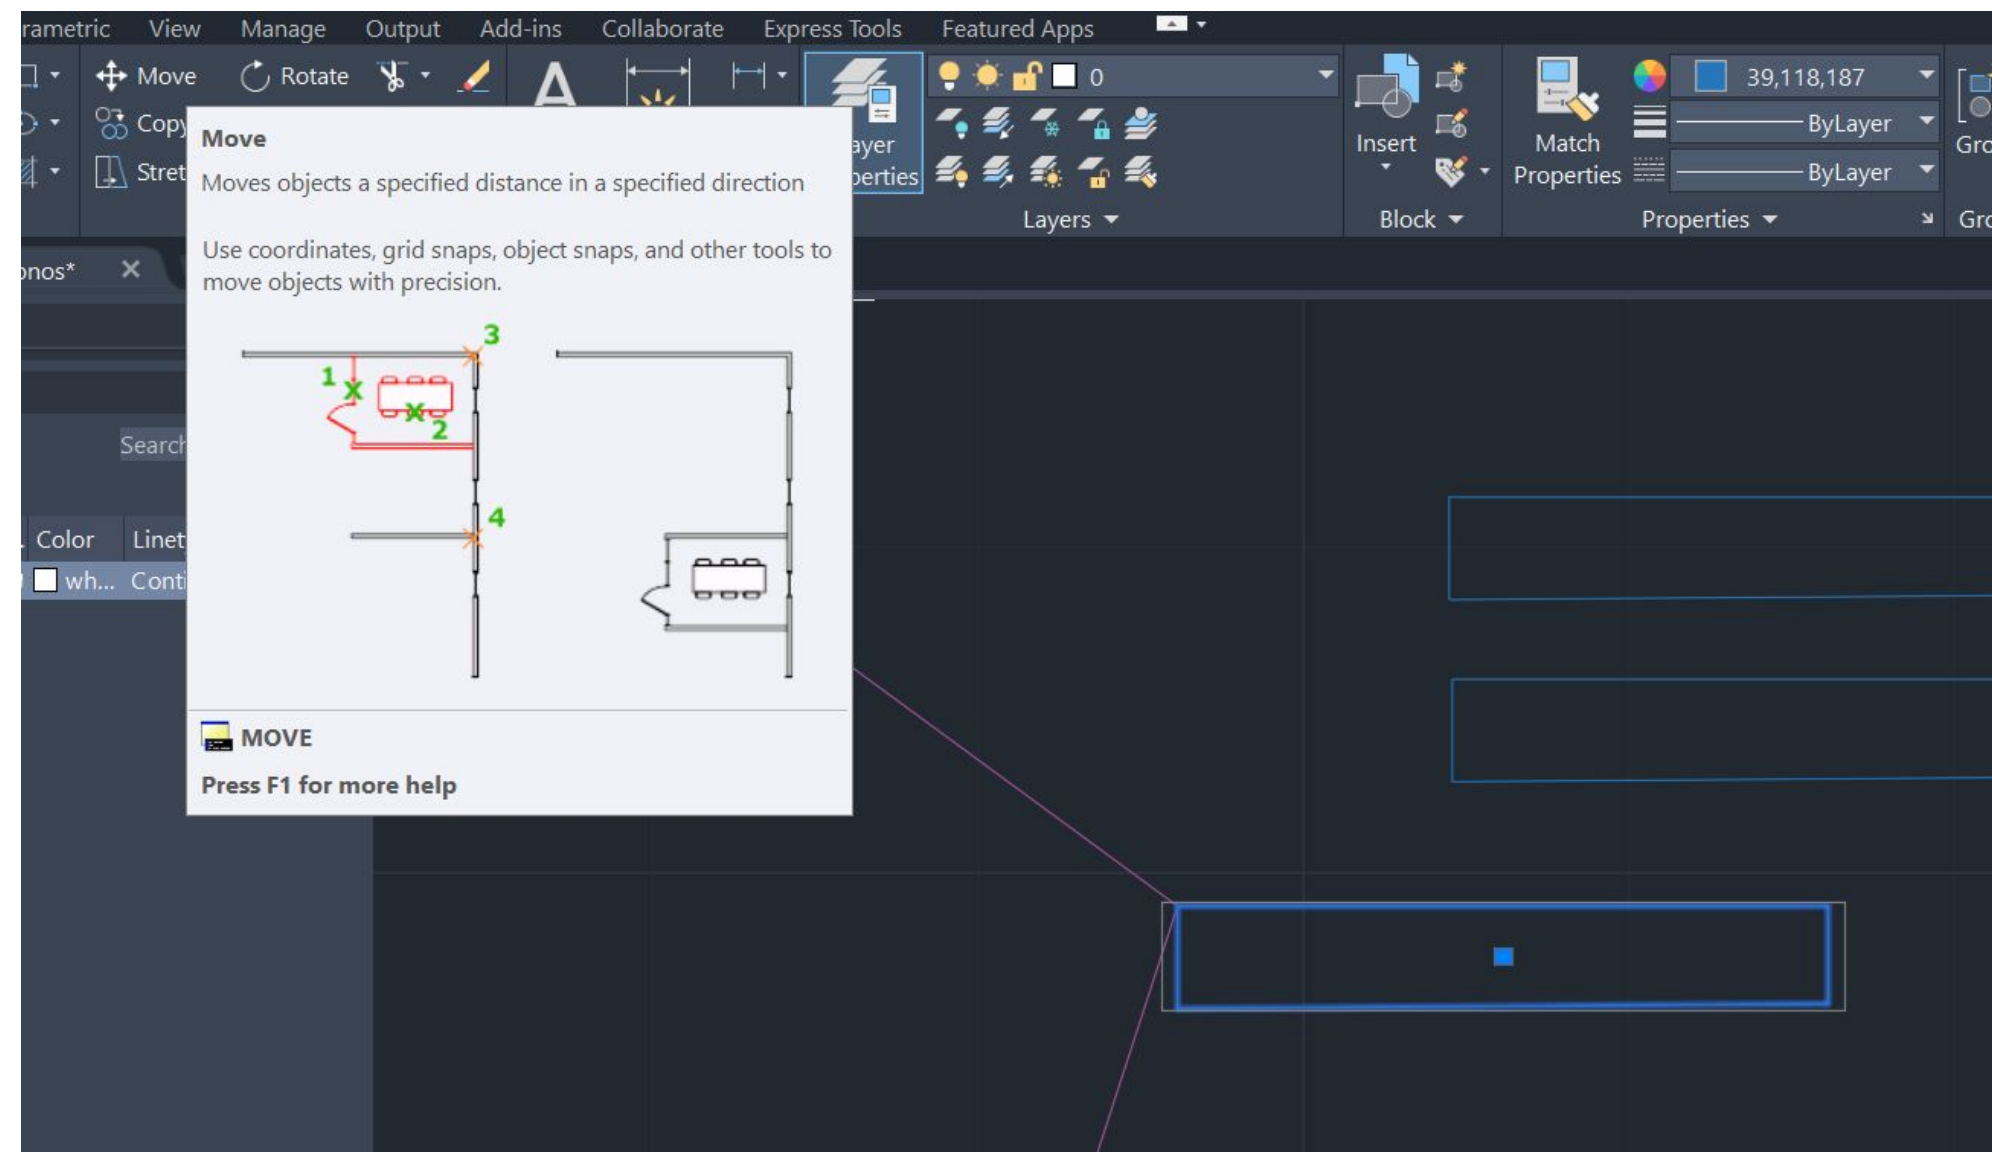 rametric View Manage Output Add-ins Collaborate Express Tools Featured Apps
Move Rotate
Copy
Stret
A
ayer
perties
0
Layers
Insert
Block
Match
Properties
39,118,187
ByLayer
ByLayer
Properties
Gro
Gro
onos*
Search
Color Linet
wh... Conti
Move
Moves objects a specified distance in a specified direction
Use coordinates, grid snaps, object snaps, and other tools to
move objects with precision.
3
1
2
4
MOVE
Press F1 for more help